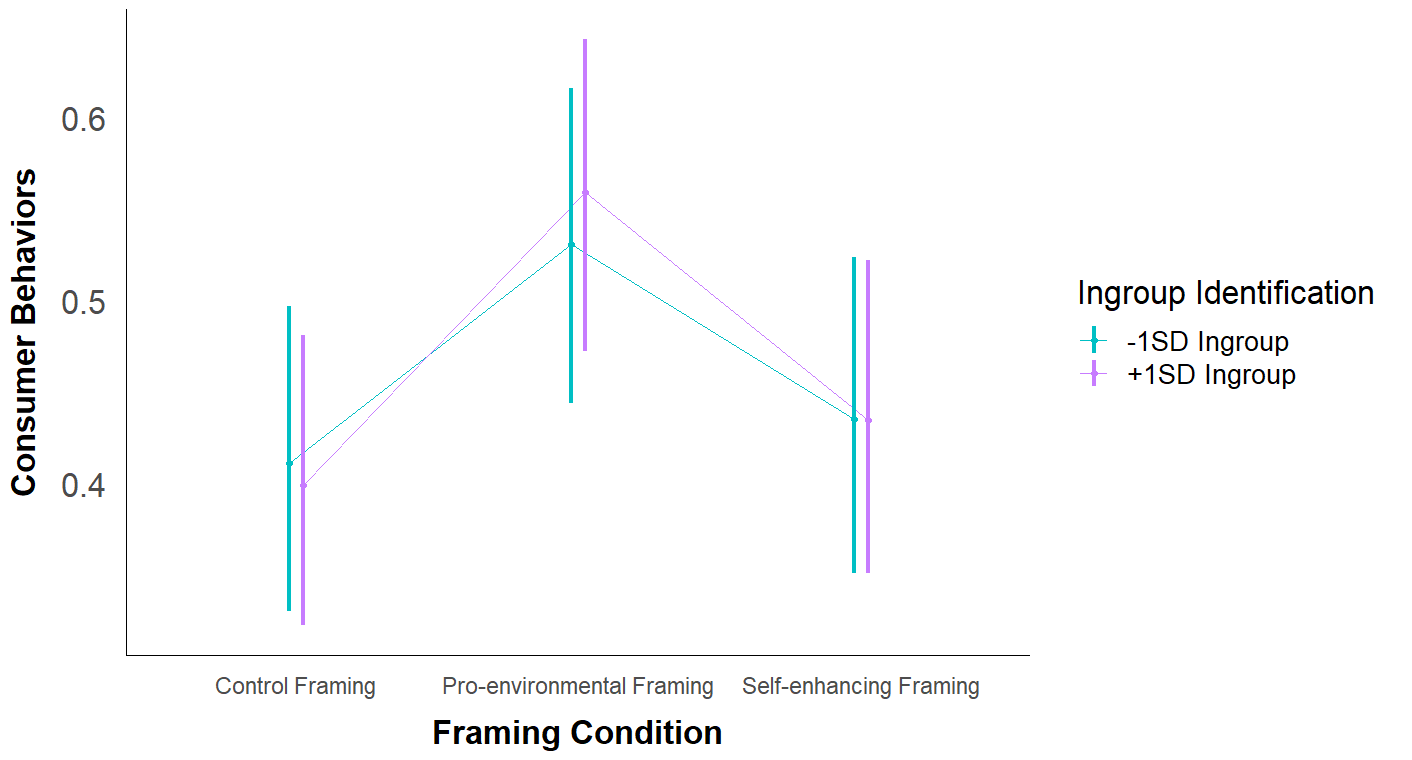 Consumer Behaviors
0.6
0.5
0.4
Control Framing
Pro-environmental Framing
Self-enhancing Framing
Framing Condition
Ingroup Identification
-1SD Ingroup
+1SD Ingroup